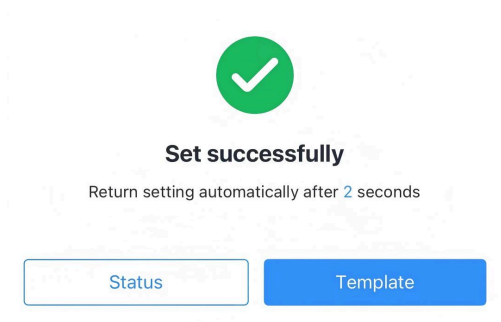 Set successfully
Return setting automatically after 2 seconds
Status
Template